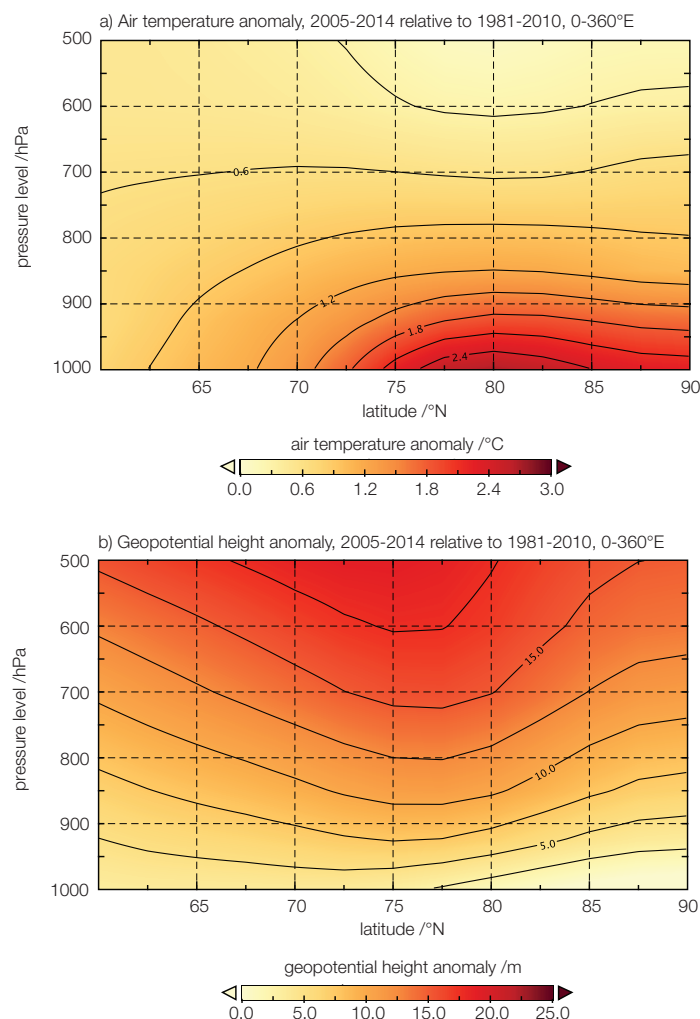 a) Air temperature anomaly, 2005-2014 relative to 1981-2010, 0-360°E
500
600
700
800
900
1000
pressure level /hPa
0.6
1.2
1.8
2.4
65 70 75 80 85 90
latitude /°N
air temperature anomaly /°C
0.0 0.6 1.2 1.8 2.4 3.0
b) Geopotential height anomaly, 2005-2014 relative to 1981-2010, 0-360°E
500
600
700
800
900
1000
pressure level /hPa
15.0
10.0
5.0
65 70 75 80 85 90
latitude /°N
geopotential height anomaly /m
0.0 5.0 10.0 15.0 20.0 25.0